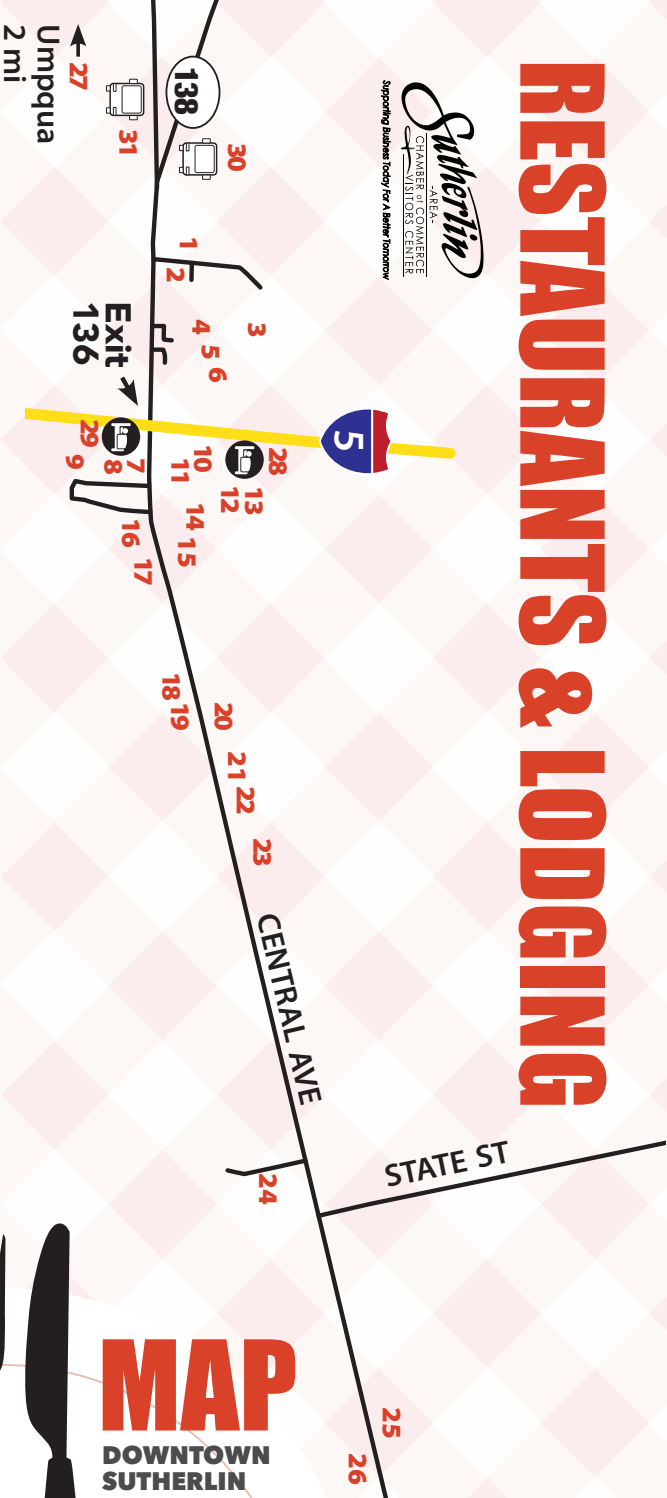 RESTAURANTS & LODGING
Sutherlin
-AREA-
CHAMBER of COMMERCE
VISITORS CENTER
Supporting Business Today For A Better Tomorrow
5
138
30
31
27
Umpqua
2 mi
1
2
3
4
5
6
Exit
136
28
29
7
8
9
10
11
12
13
14
15
16
17
18
19
20
21
22
23
CENTRAL AVE
STATE ST
24
25
26
MAP
DOWNTOWN
SUTHERLIN